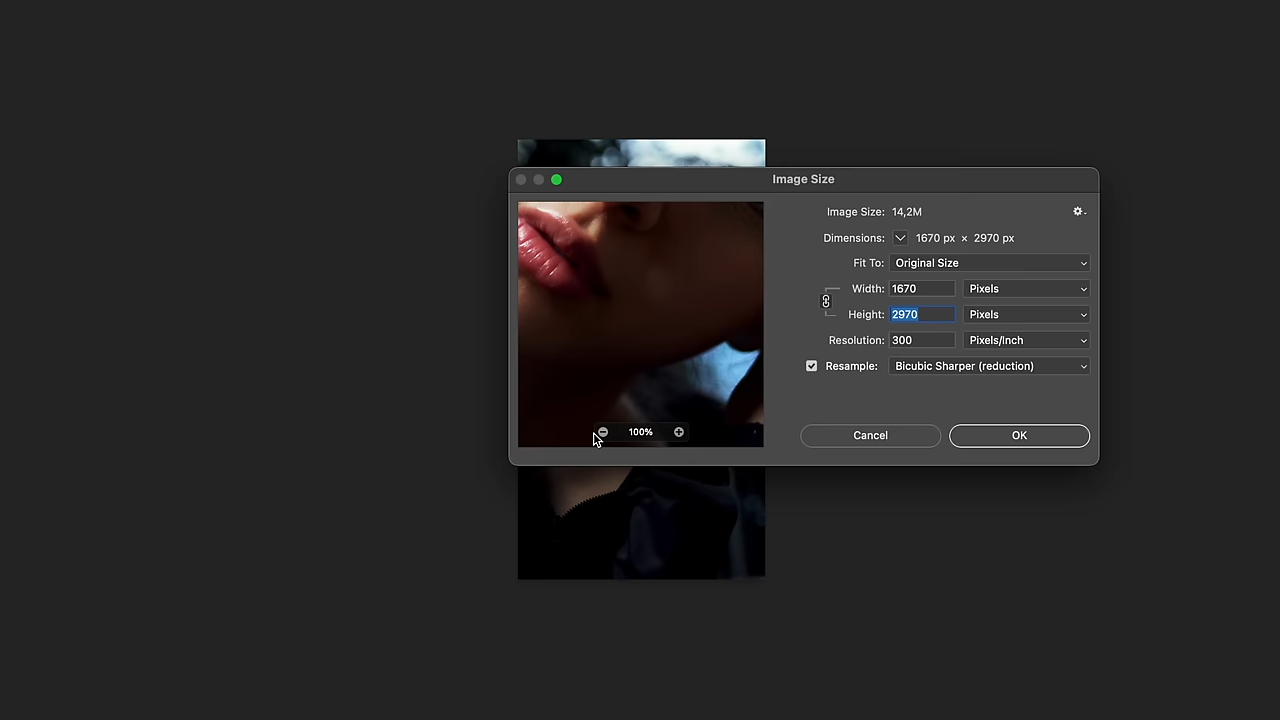 Image Size
Image Size: 14,2M
Dimensions: 1670 px × 2970 px
Fit To: Original Size
Width: 1670 Pixels
Height: 2970 Pixels
Resolution: 300 Pixels/Inch
Resample: Bicubic Sharper (reduction)
100%
Cancel OK